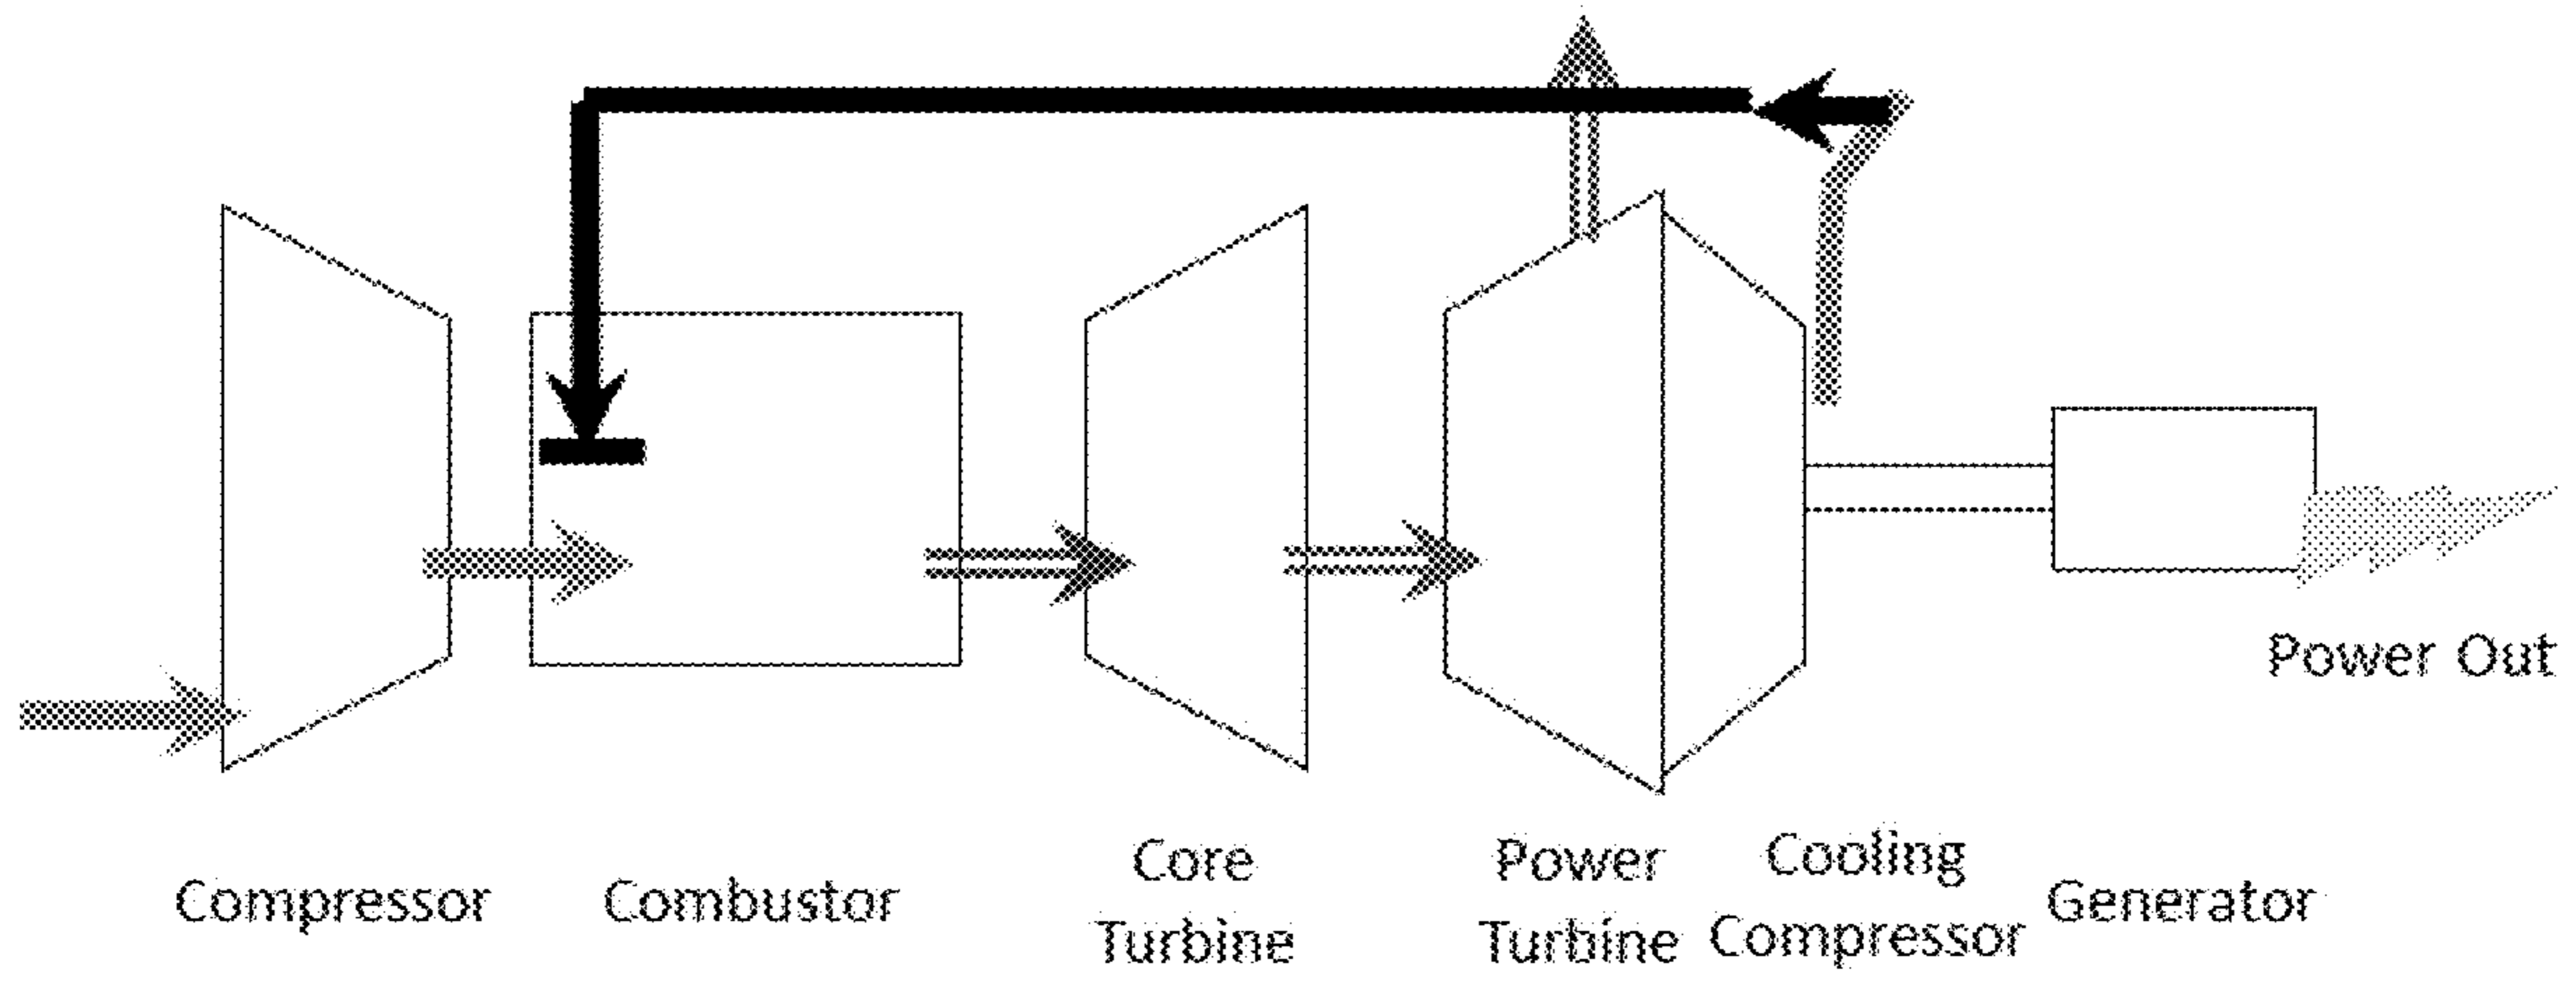 Power Out
Compressor
Combustor
Core
Turbine
Power
Turbine
Cooling
Compressor
Generator